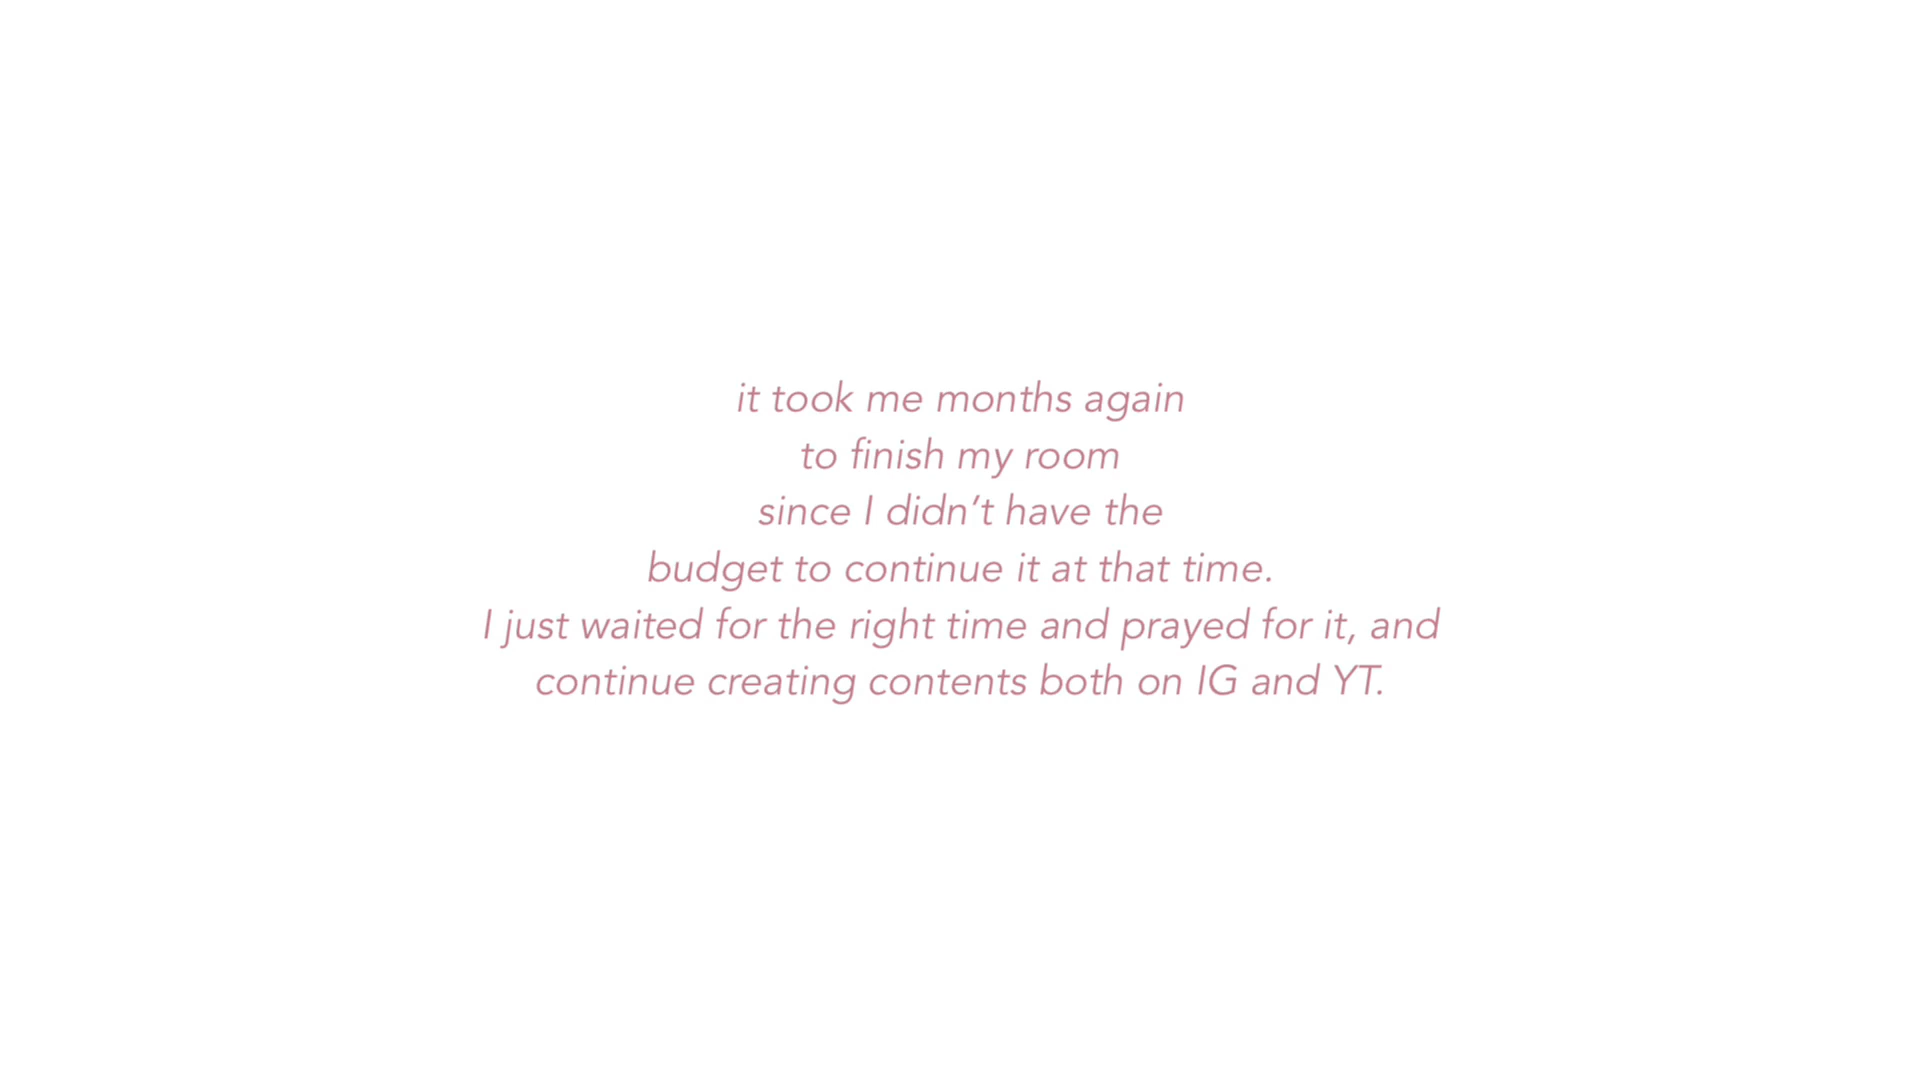 it took me months again
to finish my room
since I didn’t have the
budget to continue it at that time.
I just waited for the right time and prayed for it, and
continue creating contents both on IG and YT.